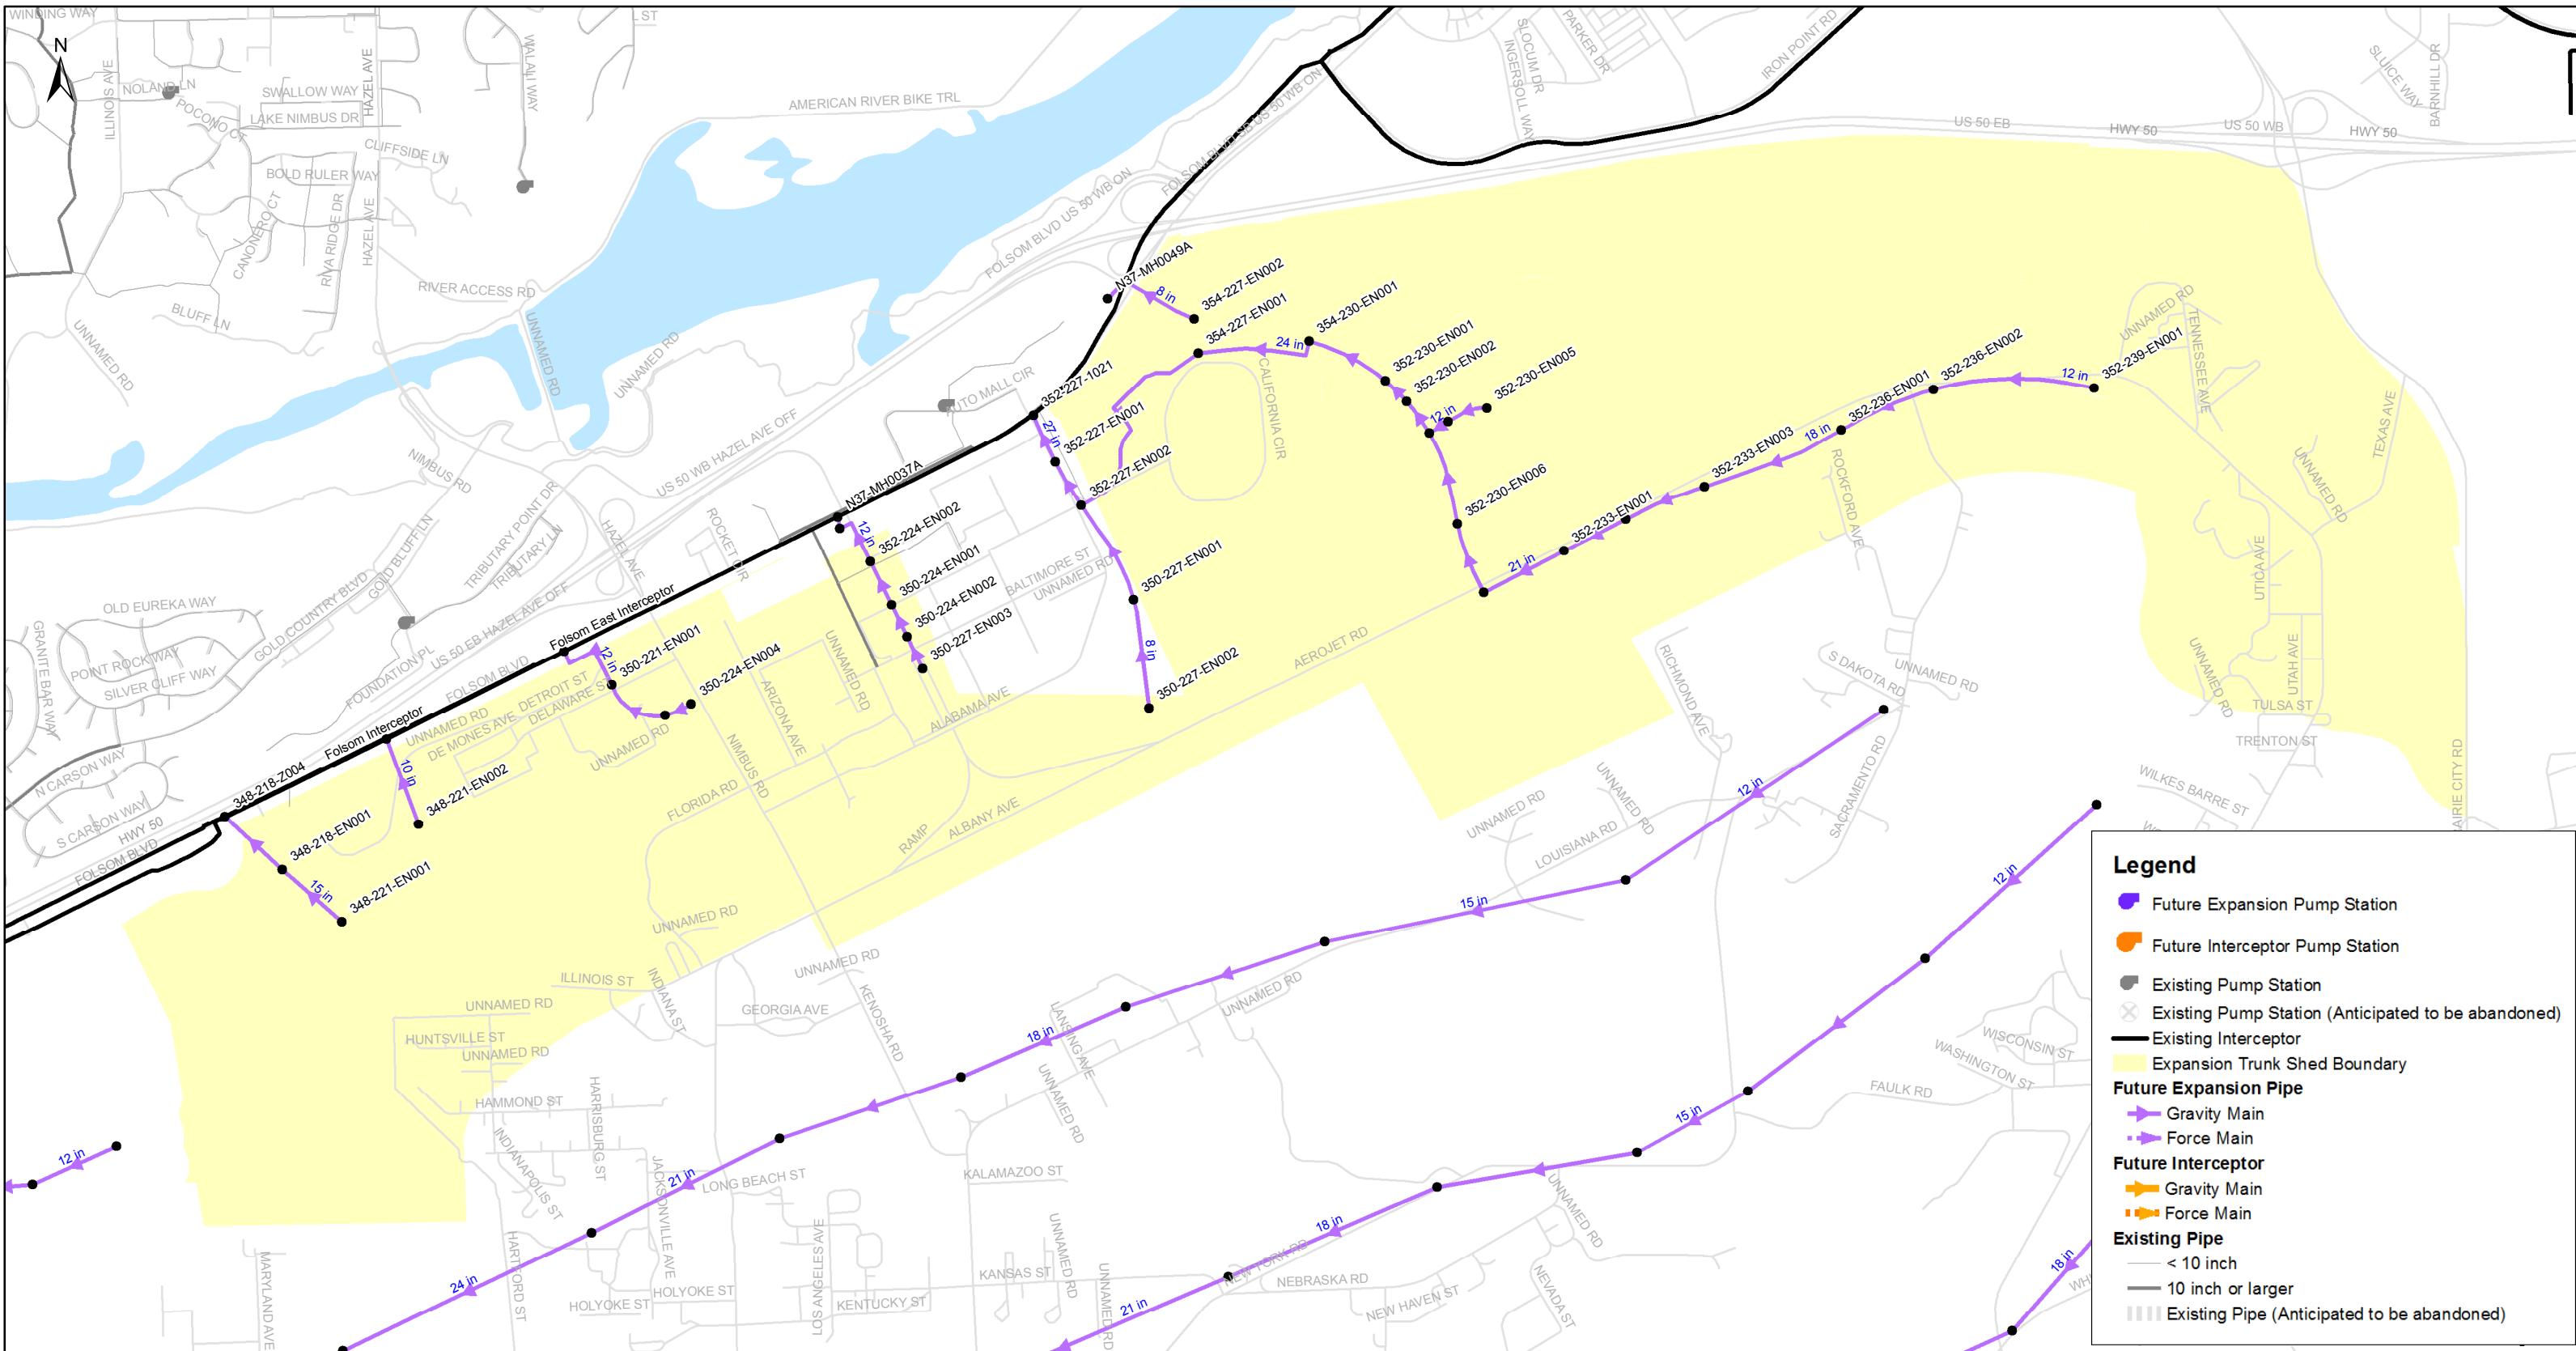 WINDING WAY
L ST
N
ILLINOIS AVE
NOLAND LN
POCONO CT
SWALLOW WAY
LAKE NIMBUS DR
HAZEL AVE
WALALI WAY
CLIFFSIDE LN
BOLD RULER WAY
CANONERO CT
RIVA RIDGE DR
HAZEL AVE
BLUFF LN
RIVER ACCESS RD
UNNAMED RD
UNNAMED RD
UNNAMED RD
AMERICAN RIVER BIKE TRL
FOLSOM BLVD US 50 WB ON
SLOCUM DR
INGERSOLL WAY
PARKER DR
IRON POINT RD
US 50 EB
HWY 50
US 50 WB
HWY 50
SLUICE WAY
BARNHILL DR
N37-MH0049A
8 in
354-227-EN002
354-227-EN001
24 in
354-230-EN001
352-230-EN001
352-230-EN002
352-230-EN005
12 in
352-230-EN006
CALIFORNIA CIR
352-227-1021
27 in
352-227-EN001
352-227-EN002
AUTO MALL CIR
352-236-EN002
352-239-EN001
12 in
352-236-EN001
18 in
352-233-EN003
352-233-EN001
21 in
UNNAMED RD
TENNESSEE AVE
TEXAS AVE
UNNAMED RD
ROCKFORD AVE
UTICA AVE
UTAH AVE
UNNAMED RD
TULSA ST
TRENTON ST
WILKES BARRE ST
AIRIE CITY RD
NIMBUS RD
US 50 WB HAZEL AVE OFF
TRIBUTARY POINT DR
TRIBUTARY LN
HAZEL AVE
GOLD BLUFF LN
GOLD COUNTRY BLVD
US 50 EB HAZEL AVE OFF
FOUNDATION PL
FOLSOM BLVD
ROCKET CIR
N37-MH0037A
12 in
352-224-EN002
350-224-EN001
350-224-EN002
350-227-EN003
BALTIMORE ST
UNNAMED RD
350-227-EN001
8 in
350-227-EN002
AEROJET RD
Folsom East Interceptor
12 in
350-221-EN001
350-224-EN004
OLD EUREKA WAY
GRANITE BAR WAY
POINT ROCK WAY
SILVER CLIFF WAY
N CARSON WAY
S CARSON WAY
HWY 50
FOLSOM BLVD
Folsom Interceptor
UNNAMED RD
DE MONES AVE
DETROIT ST
DELAWARE S
UNNAMED RD
348-218-Z004
10 in
348-221-EN002
348-218-EN001
15 in
348-221-EN001
ARIZONA AVE
UNNAMED RD
NIMBUS RD
FLORIDA RD
ALABAMA AVE
RAMP
ALBANY AVE
RICHMOND AVE
S DAKOTA RD
UNNAMED RD
SACRAMENTO RD
UNNAMED RD
UNNAMED RD
LOUISIANA RD
12 in
15 in
18 in
21 in
24 in
UNNAMED RD
ILLINOIS ST
INDIANA ST
UNNAMED RD
UNNAMED RD
HUNTSVILLE ST
UNNAMED RD
GEORGIA AVE
KENOSHA RD
LANSING AVE
UNNAMED RD
UNNAMED RD
HAMMOND ST
HARRISBURG ST
INDIANAPOLIS ST
JACKSONVILLE AVE
LONG BEACH ST
KALAMAZOO ST
HARTFORD ST
HOLYOKE ST
HOLYOKE ST
LOS ANGELES AVE
KENTUCKY ST
KANSAS ST
UNNAMED RD
UNNAMED RD
MARYLAND AVE
12 in
12 in
15 in
18 in
21 in
18 in
NEW YORK RD
NEBRASKA RD
NEW HAVEN ST
NEVADA ST
UNNAMED RD
FAULK RD
WASHINGTON ST
WISCONSIN ST
WH
Legend
Future Expansion Pump Station
Future Interceptor Pump Station
Existing Pump Station
Existing Pump Station (Anticipated to be abandoned)
Existing Interceptor
Expansion Trunk Shed Boundary
Future Expansion Pipe
Gravity Main
Force Main
Future Interceptor
Gravity Main
Force Main
Existing Pipe
< 10 inch
10 inch or larger
Existing Pipe (Anticipated to be abandoned)